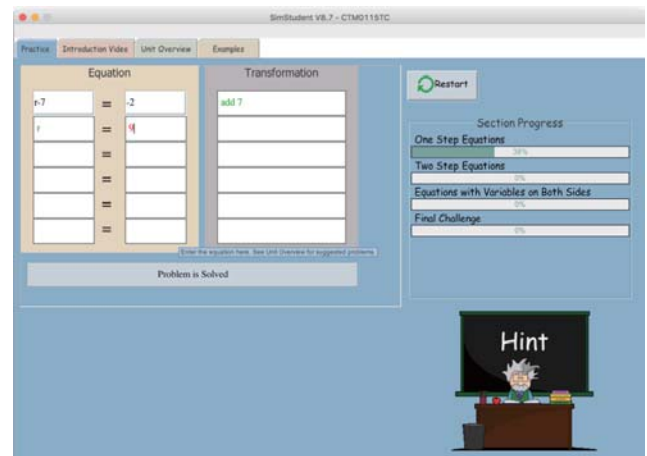 SimStudent V8.7 - CTM0115TC
Practice Introduction Video Unit Overview Examples
Equation Transformation
r-7 = -2 add 7
r = 9
=
=
=
=
Enter the equation here. See Unit Overview for suggested problems.
Problem is Solved
Restart
Section Progress
One Step Equations
38%
Two Step Equations
0%
Equations with Variables on Both Sides
0%
Final Challenge
0%
Hint